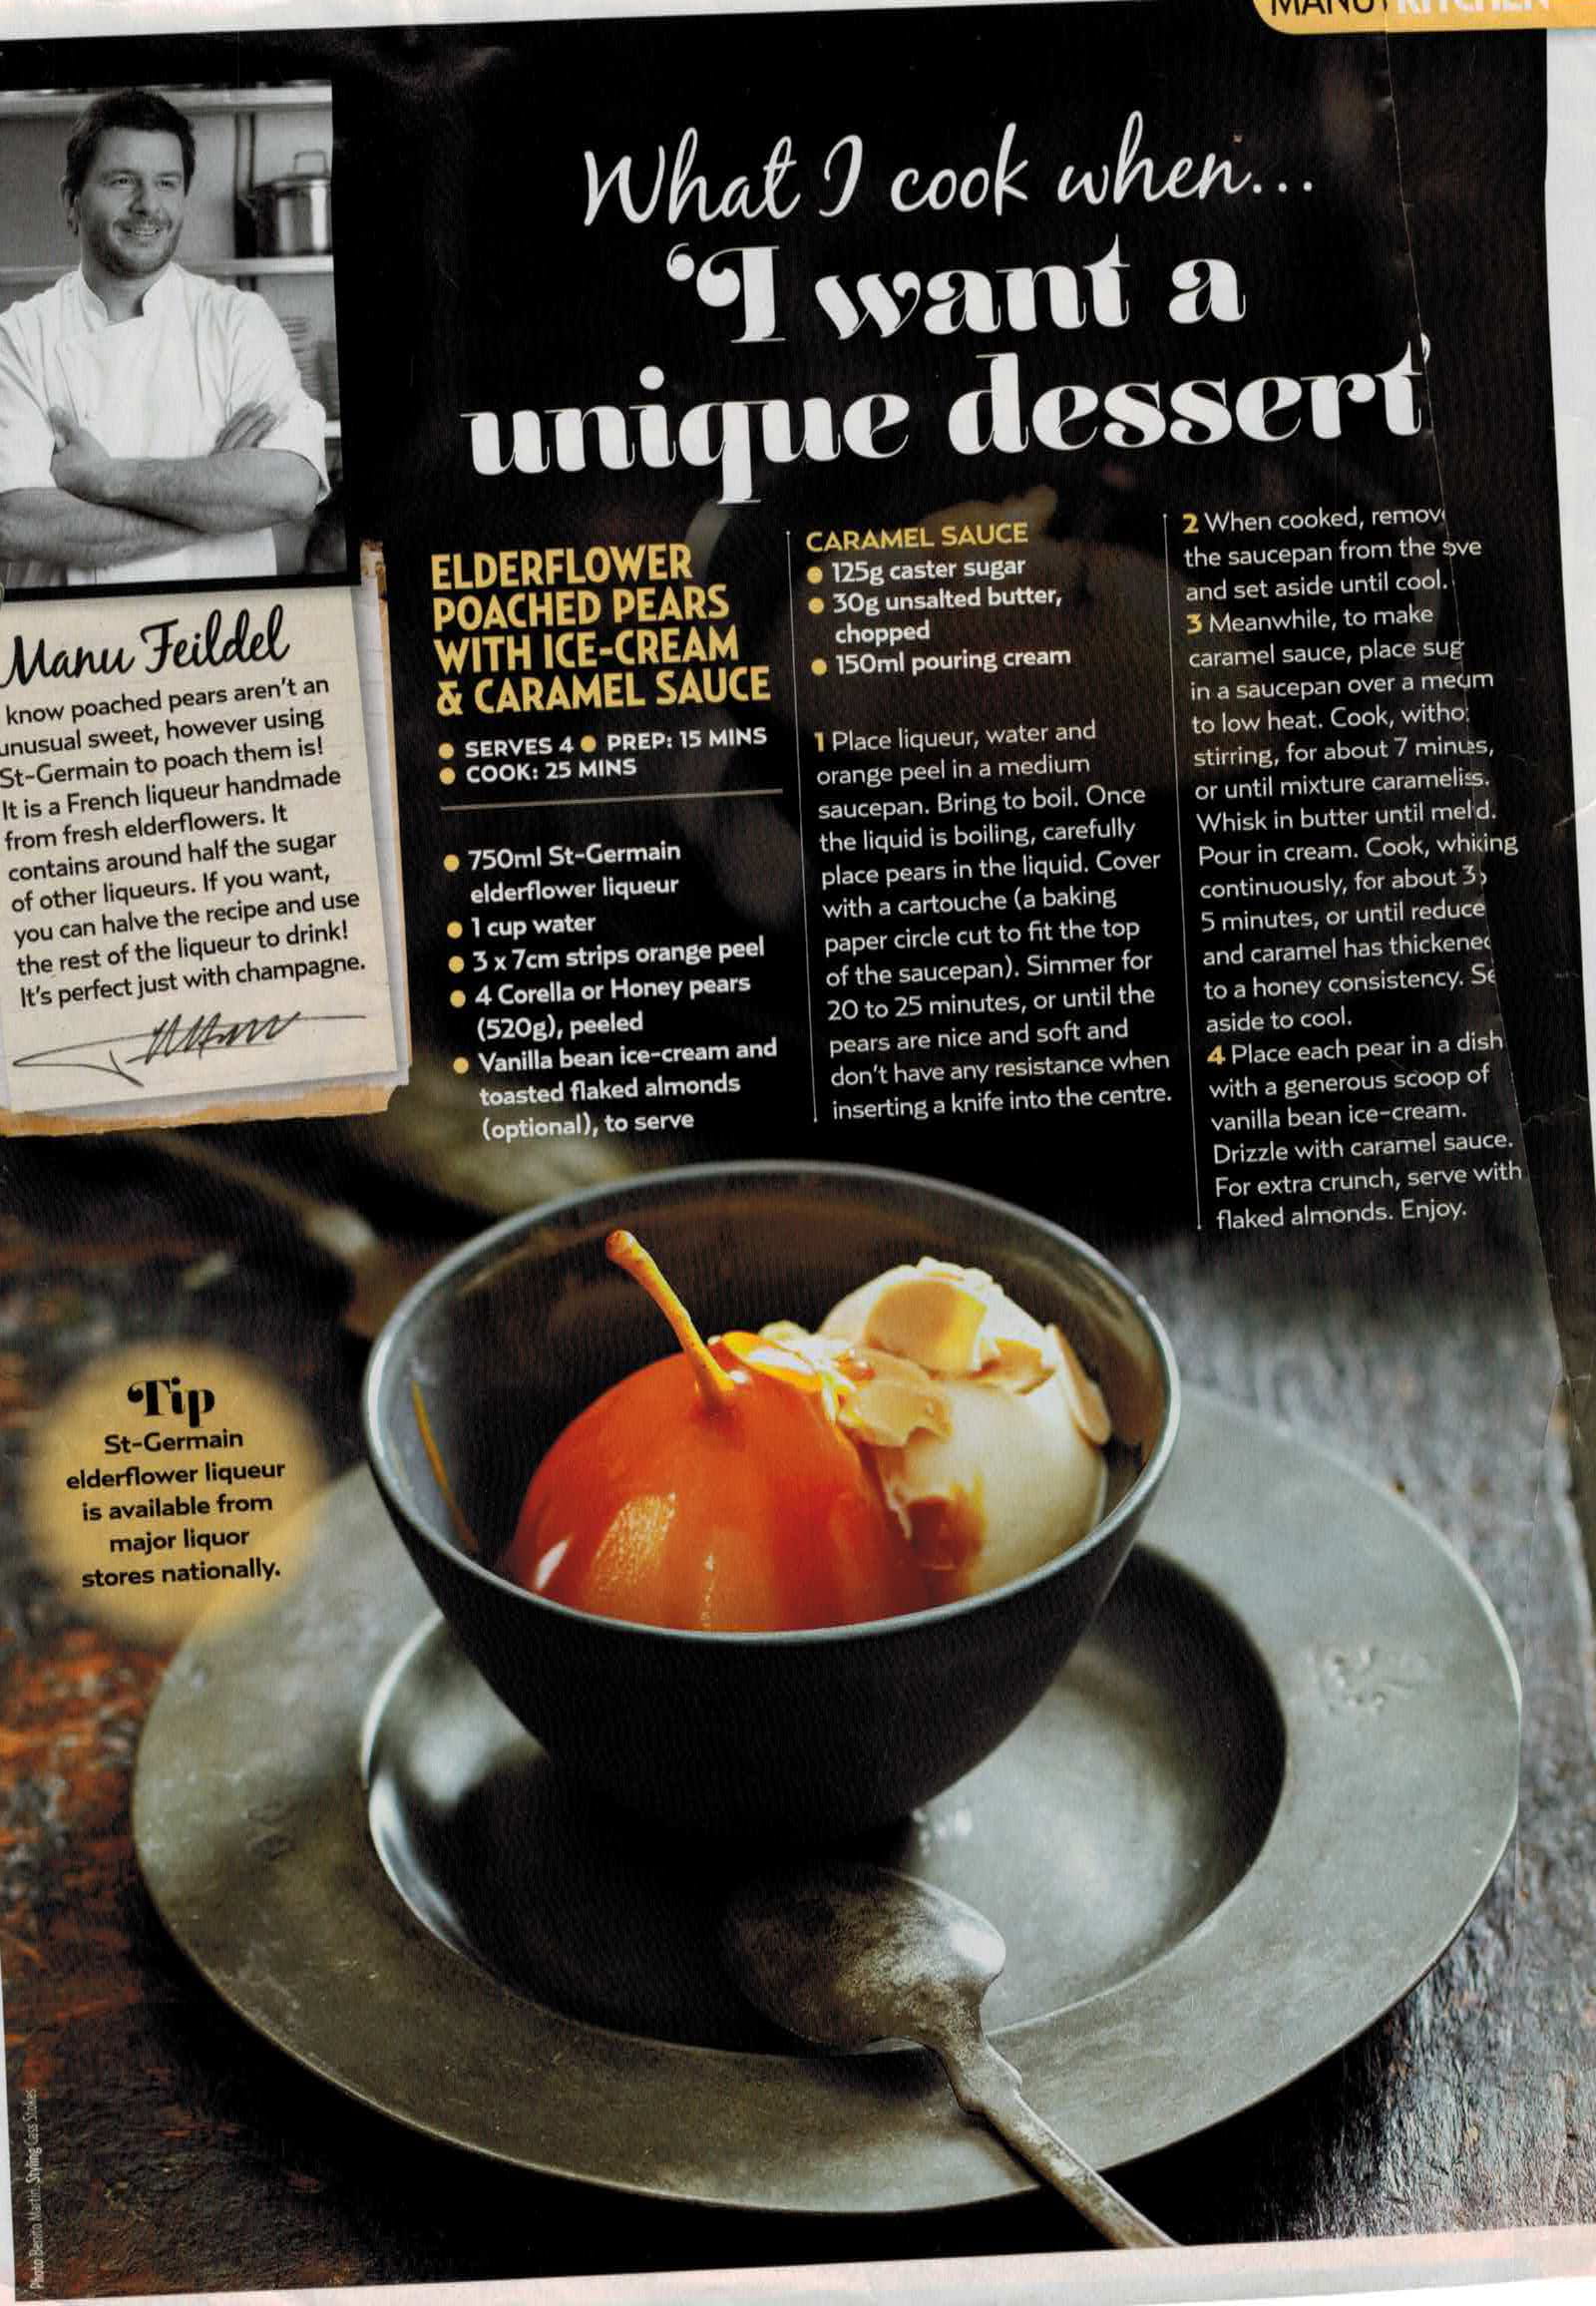 What I cook when...
‘I want a
unique dessert’
Manu Feildel
know poached pears aren't an
unusual sweet, however using
St-Germain to poach them is!
It is a French liqueur handmade
from fresh elderflowers. It
contains around half the sugar
of other liqueurs. If you want,
you can halve the recipe and use
the rest of the liqueur to drink!
It's perfect just with champagne.
ELDERFLOWER
POACHED PEARS
WITH ICE-CREAM
& CARAMEL SAUCE
SERVES 4 ● PREP: 15 MINS
● COOK: 25 MINS
● 750ml St-Germain
elderflower liqueur
● 1 cup water
● 3 x 7cm strips orange peel
● 4 Corella or Honey pears
(520g), peeled
● Vanilla bean ice-cream and
toasted flaked almonds
(optional), to serve
CARAMEL SAUCE
● 125g caster sugar
● 30g unsalted butter,
chopped
● 150ml pouring cream
1 Place liqueur, water and
orange peel in a medium
saucepan. Bring to boil. Once
the liquid is boiling, carefully
place pears in the liquid. Cover
with a cartouche (a baking
paper circle cut to fit the top
of the saucepan). Simmer for
20 to 25 minutes, or until the
pears are nice and soft and
don't have any resistance when
inserting a knife into the centre.
2 When cooked, remov
the saucepan from the ove
and set aside until cool.
3 Meanwhile, to make
caramel sauce, place sug
in a saucepan over a
to low heat. Cook, witho
stirring, for about 7
or until mixture
Whisk in butter until
Pour in cream. Cook,
continuously, for about 3
5 minutes, or until reduce
and caramel has thickened
to a honey consistency. Se
aside to cool.
4 Place each pear in a dish
with a generous scoop of
vanilla bean ice-cream.
Drizzle with caramel sauce.
For extra crunch, serve with
flaked almonds. Enjoy.
Tip
St-Germain
elderflower liqueur
is available from
major liquor
stores nationally.
Photo Benito Martin. Styling Cass Stokes